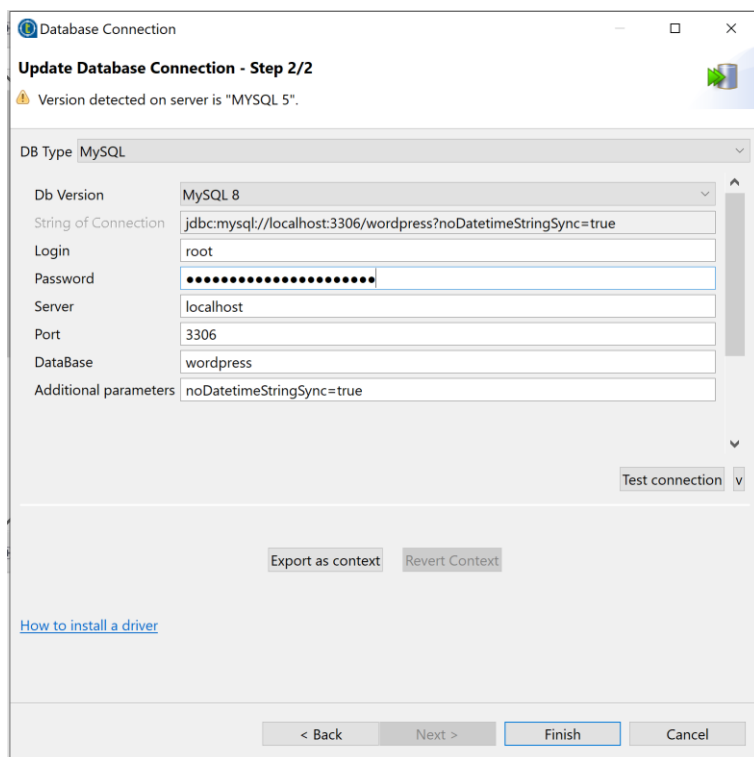 Database Connection
Update Database Connection - Step 2/2
Version detected on server is "MYSQL 5".
DB Type MySQL
Db Version MySQL 8
String of Connection jdbc:mysql://localhost:3306/wordpress?noDatetimeStringSync=true
Login root
Password ●●●●●●●●●●●●●●●●●●●●●●
Server localhost
Port 3306
DataBase wordpress
Additional parameters noDatetimeStringSync=true
Test connection v
Export as context Revert Context
How to install a driver
< Back Next > Finish Cancel